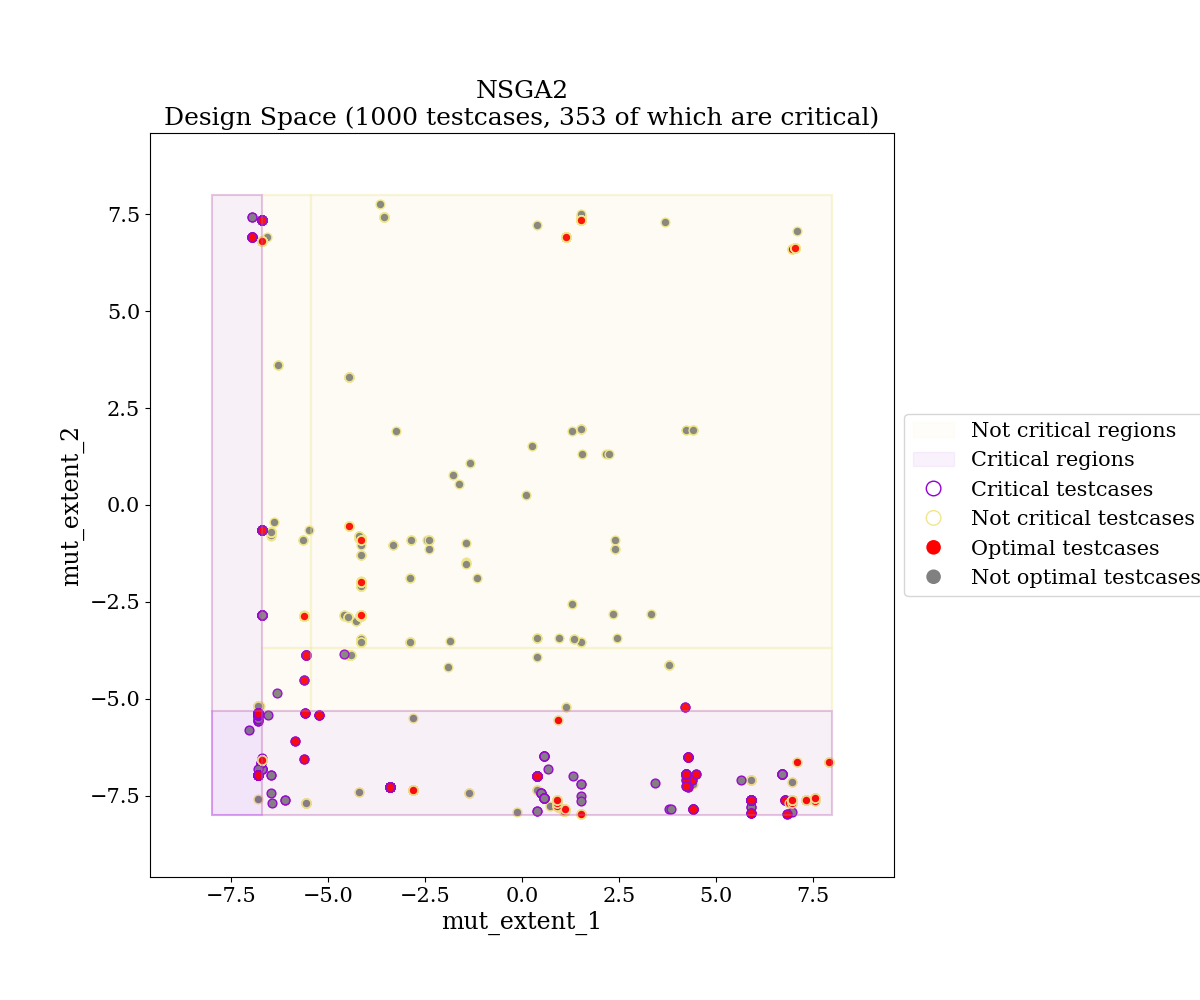 NSGA2
Design Space (1000 testcases, 353 of which are critical)
mut_extent_2
7.5
5.0
2.5
0.0
−2.5
−5.0
−7.5
−7.5
−5.0
−2.5
0.0
2.5
5.0
7.5
mut_extent_1
Not critical regions
Critical regions
Critical testcases
Not critical testcases
Optimal testcases
Not optimal testcases